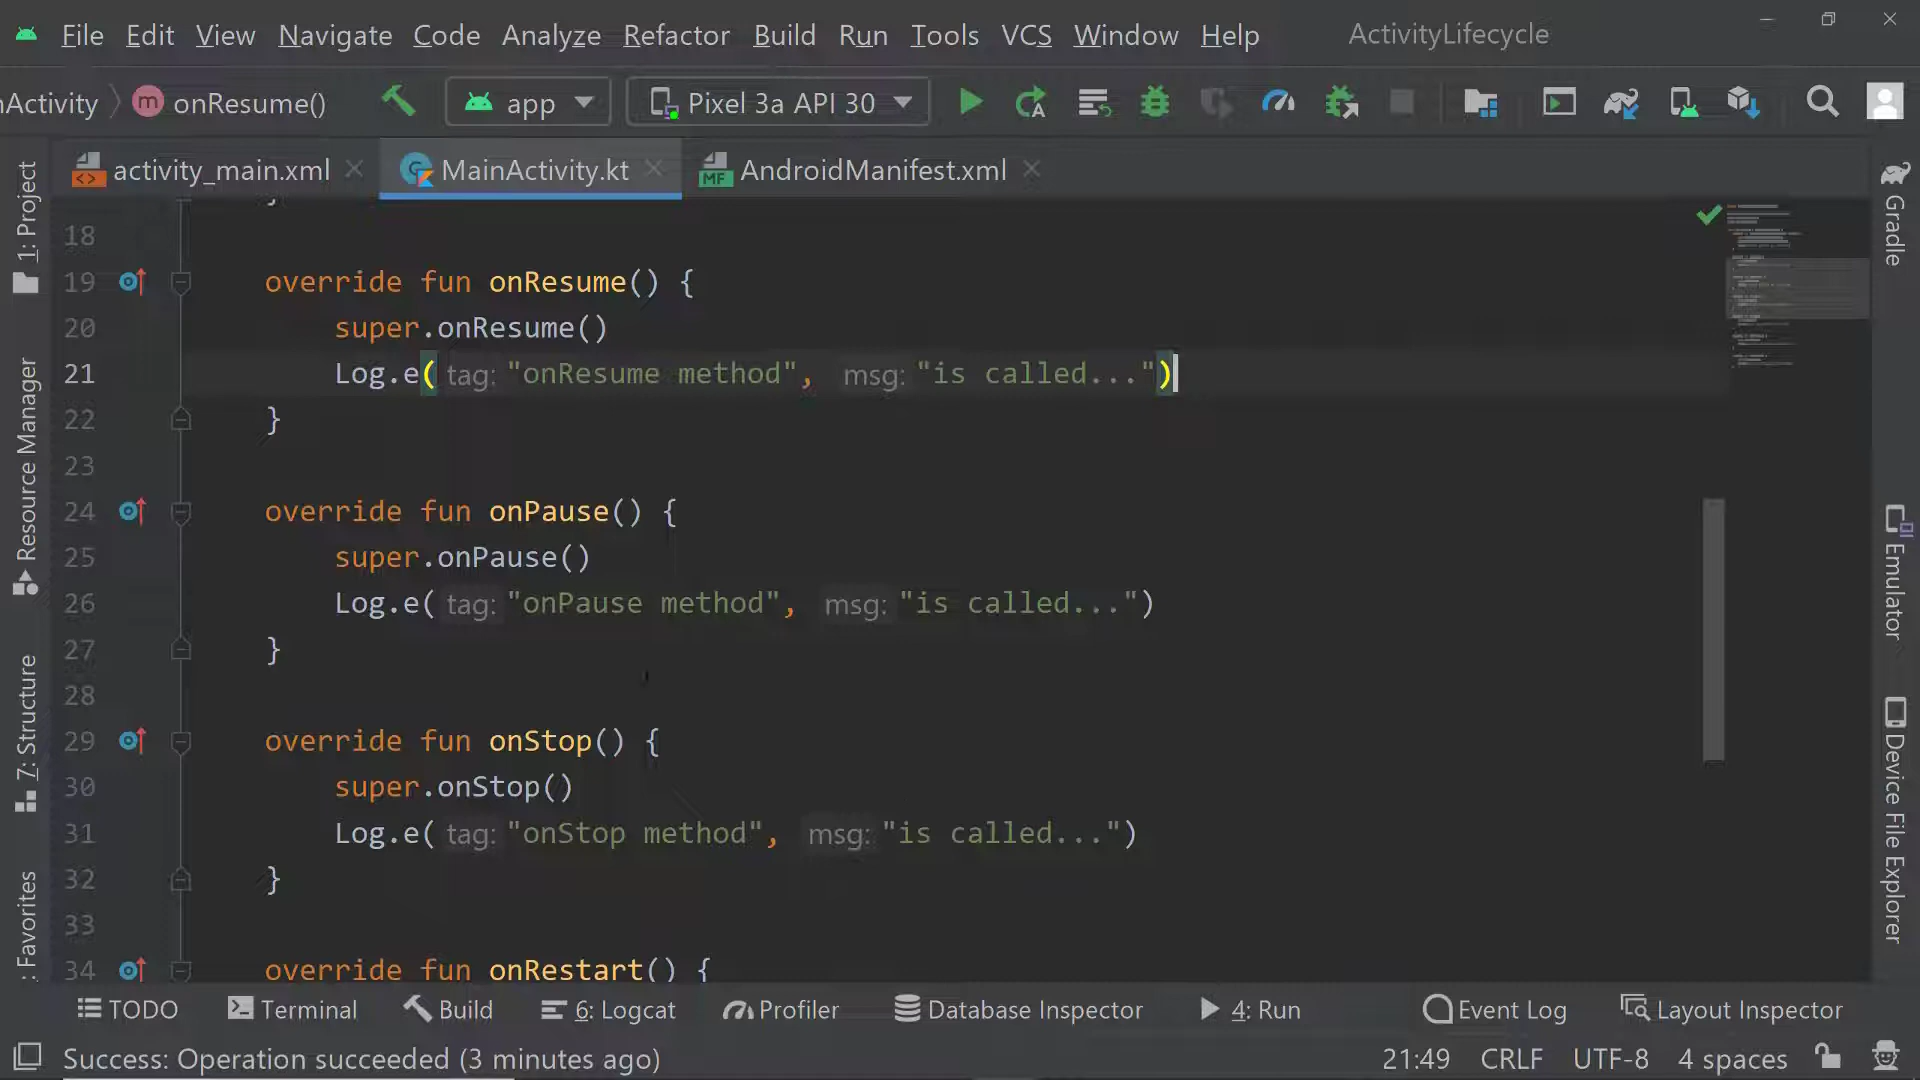 File Edit View Navigate Code Analyze Refactor Build Run Tools VCS Window Help ActivityLifecycle
nActivity m onResume() app Pixel 3a API 30
activity_main.xml MainActivity.kt AndroidManifest.xml
1: Project
Resource Manager
7: Structure
: Favorites
}
18
19 override fun onResume() {
20 super.onResume()
21 Log.e( tag: "onResume method", msg: "is called...")
22 }
23
24 override fun onPause() {
25 super.onPause()
26 Log.e( tag: "onPause method", msg: "is called...")
27 }
28
29 override fun onStop() {
30 super.onStop()
31 Log.e( tag: "onStop method", msg: "is called...")
32 }
33
34 override fun onRestart() {
Gradle
Emulator
Device File Explorer
TODO Terminal Build 6: Logcat Profiler Database Inspector 4: Run Event Log Layout Inspector
Success: Operation succeeded (3 minutes ago) 21:49 CRLF UTF-8 4 spaces